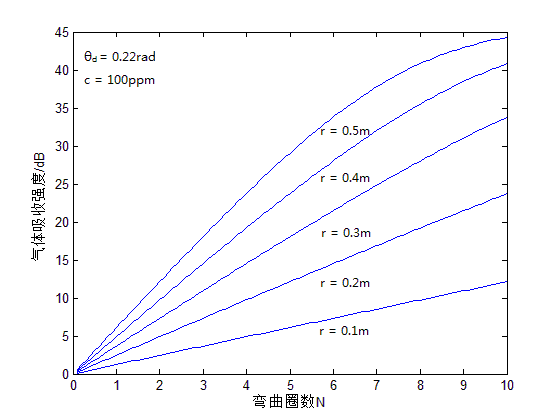 45
40
35
30
25
20
15
10
5
0
气体吸收强度/dB
θd = 0.22rad
c = 100ppm
r = 0.5m
r = 0.4m
r = 0.3m
r = 0.2m
r = 0.1m
0 1 2 3 4 5 6 7 8 9 10
弯曲圈数N